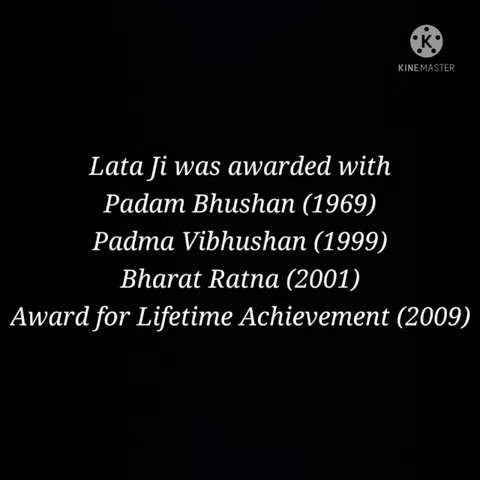 K
KINEMASTER
Lata Ji was awarded with
Padam Bhushan (1969)
Padma Vibhushan (1999)
Bharat Ratna (2001)
Award for Lifetime Achievement (2009)